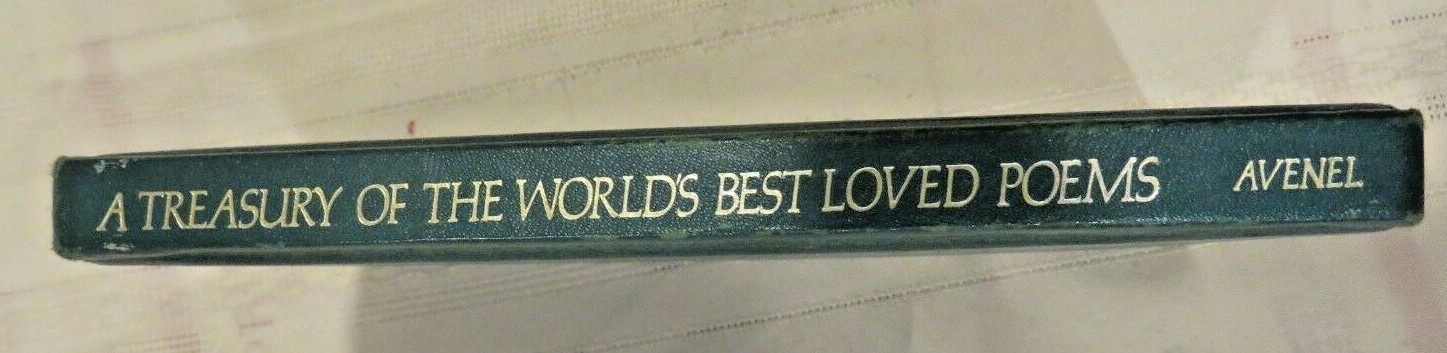 A TREASURY OF THE WORLD'S BEST LOVED POEMS AVENEL